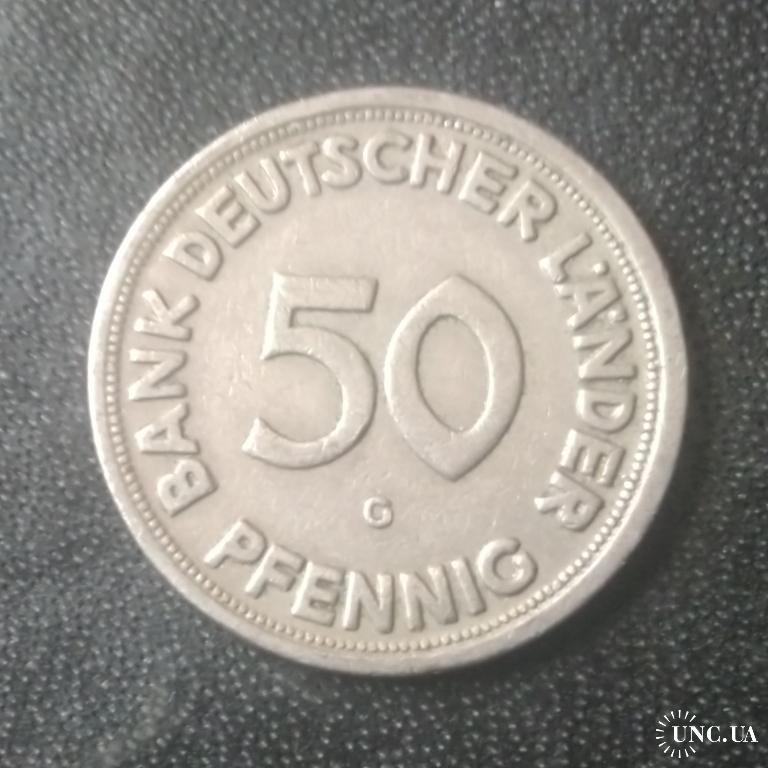 BANK DEUTSCHER LÄNDER
50
G
PFENNIG
UNC.UA